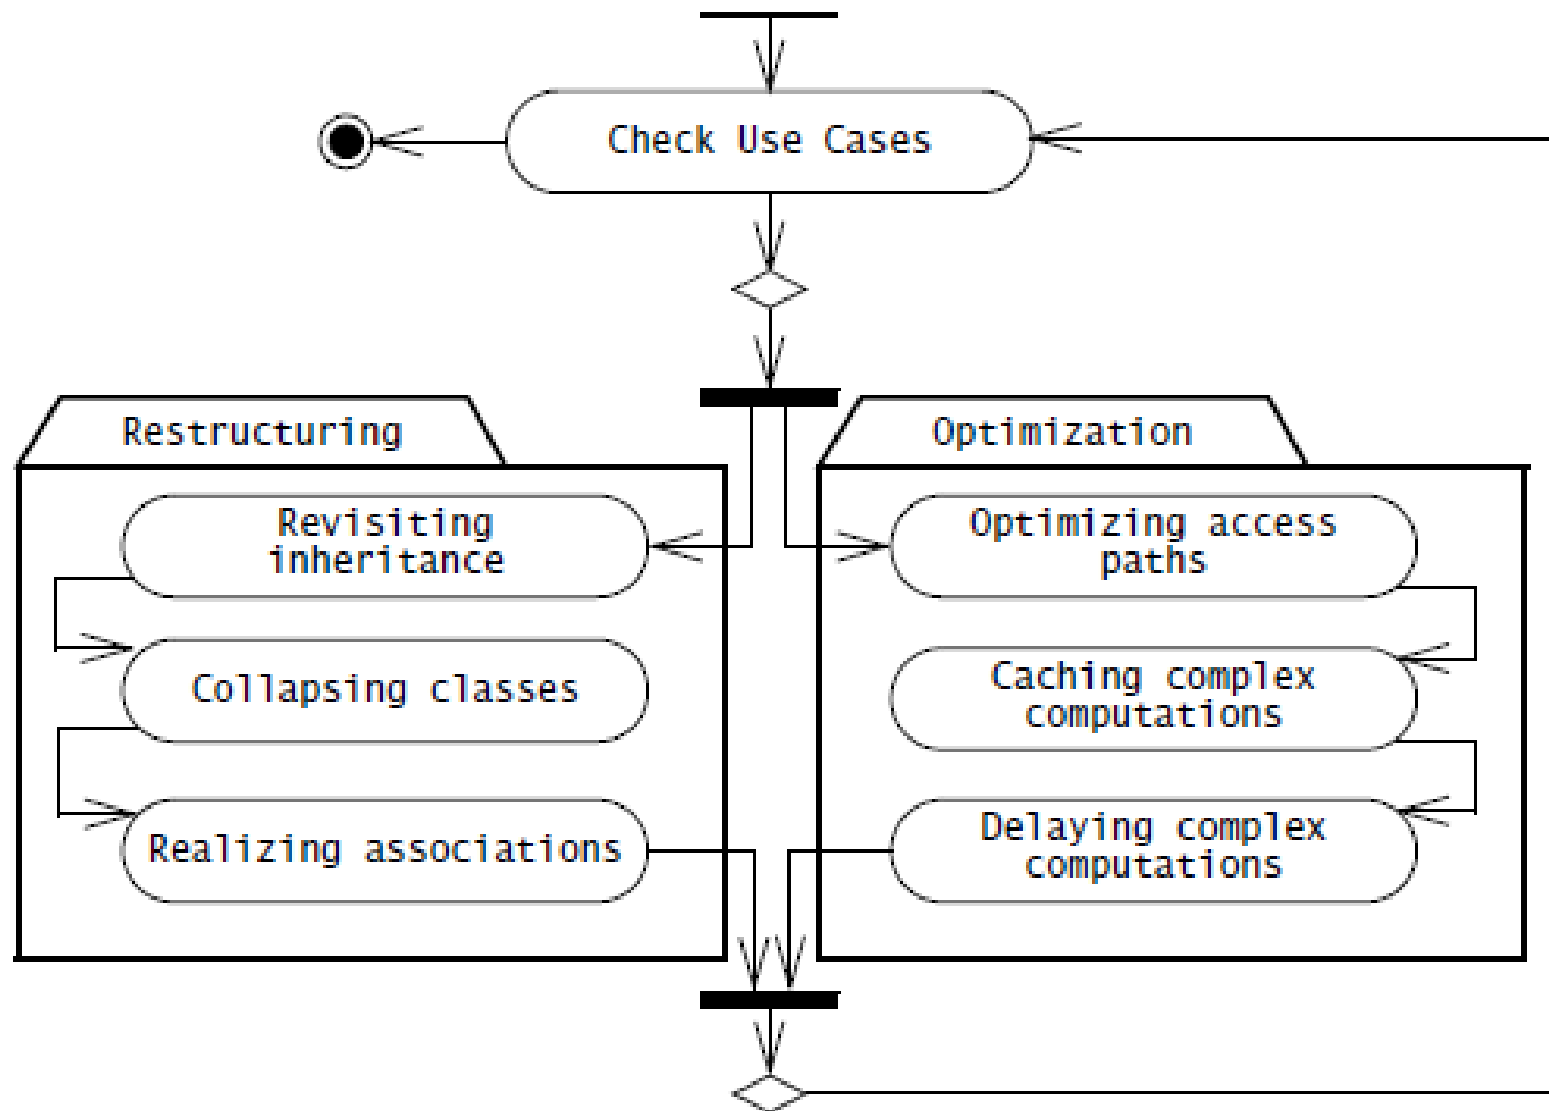 Check Use Cases
Restructuring
Optimization
Revisiting
inheritance
Optimizing access
paths
Collapsing classes
Caching complex
computations
Realizing associations
Delaying complex
computations